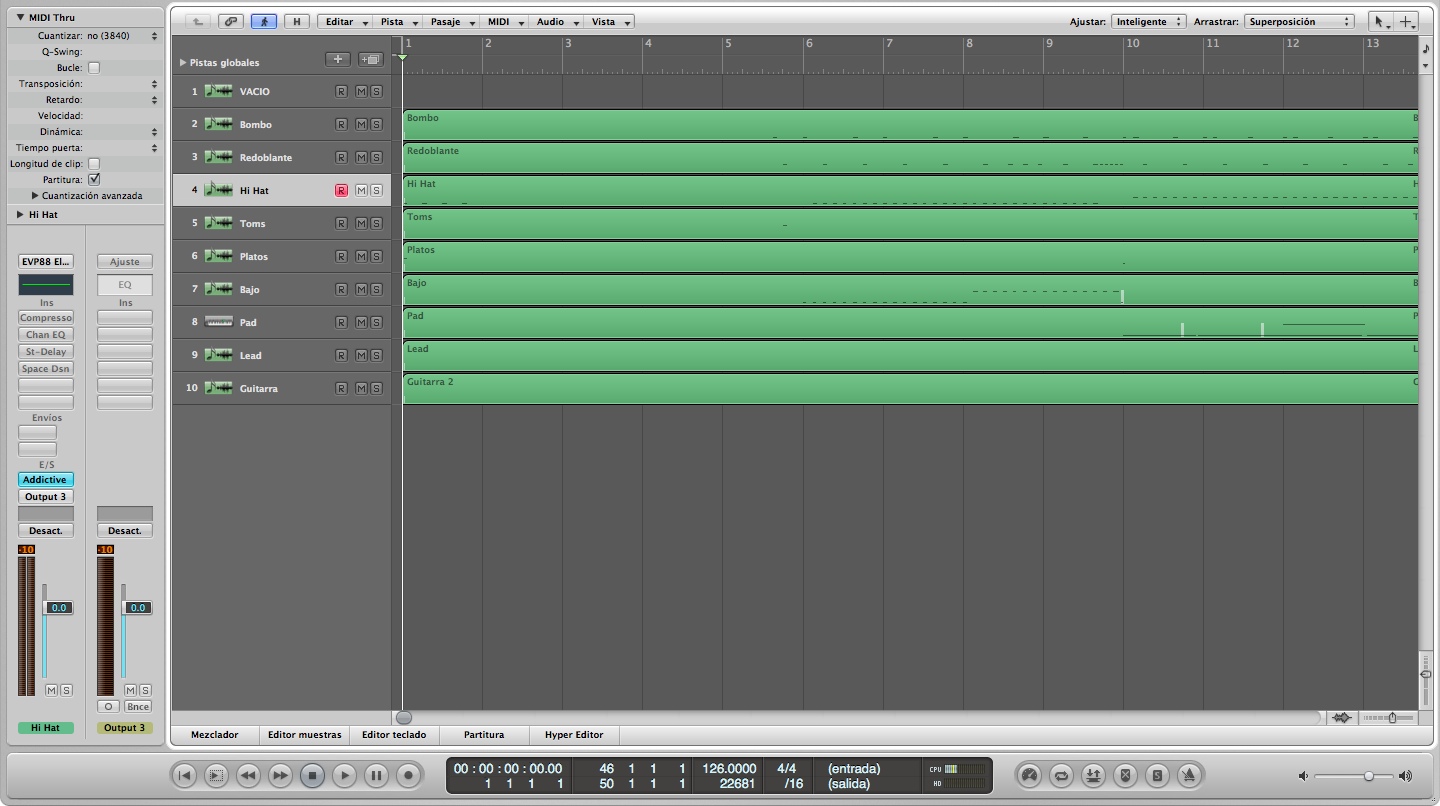 MIDI Thru
Cuantizar: no (3840)
Q-Swing:
Bucle:
Transposición:
Retardo:
Velocidad:
Dinámica:
Tiempo puerta:
Longitud de clip:
Partitura:
Cuantización avanzada
Hi Hat
EVP88 El... Ajuste
EQ
Ins Ins
Compresso
Chan EQ
St-Delay
Space Dsn
Envíos
E/S
Addictive
Output 3
Desact. Desact.
-10 -10
0.0 0.0
M S M S
O Bnce
Hi Hat Output 3
H Editar Pista Pasaje MIDI Audio Vista Ajustar: Inteligente Arrastrar: Superposición
1 2 3 4 5 6 7 8 9 10 11 12 13
Pistas globales
1 VACIO R M S
2 Bombo R M S Bombo
3 Redoblante R M S Redoblante
4 Hi Hat R M S Hi Hat
5 Toms R M S Toms
6 Platos R M S Platos
7 Bajo R M S Bajo
8 Pad R M S Pad
9 Lead R M S Lead
10 Guitarra R M S Guitarra 2
Mezclador Editor muestras Editor teclado Partitura Hyper Editor
00 : 00 : 00 : 00.00 46 1 1 1 126.0000 4/4 (entrada) CPU
1 1 1 1 50 1 1 1 22681 /16 (salida) HD
S